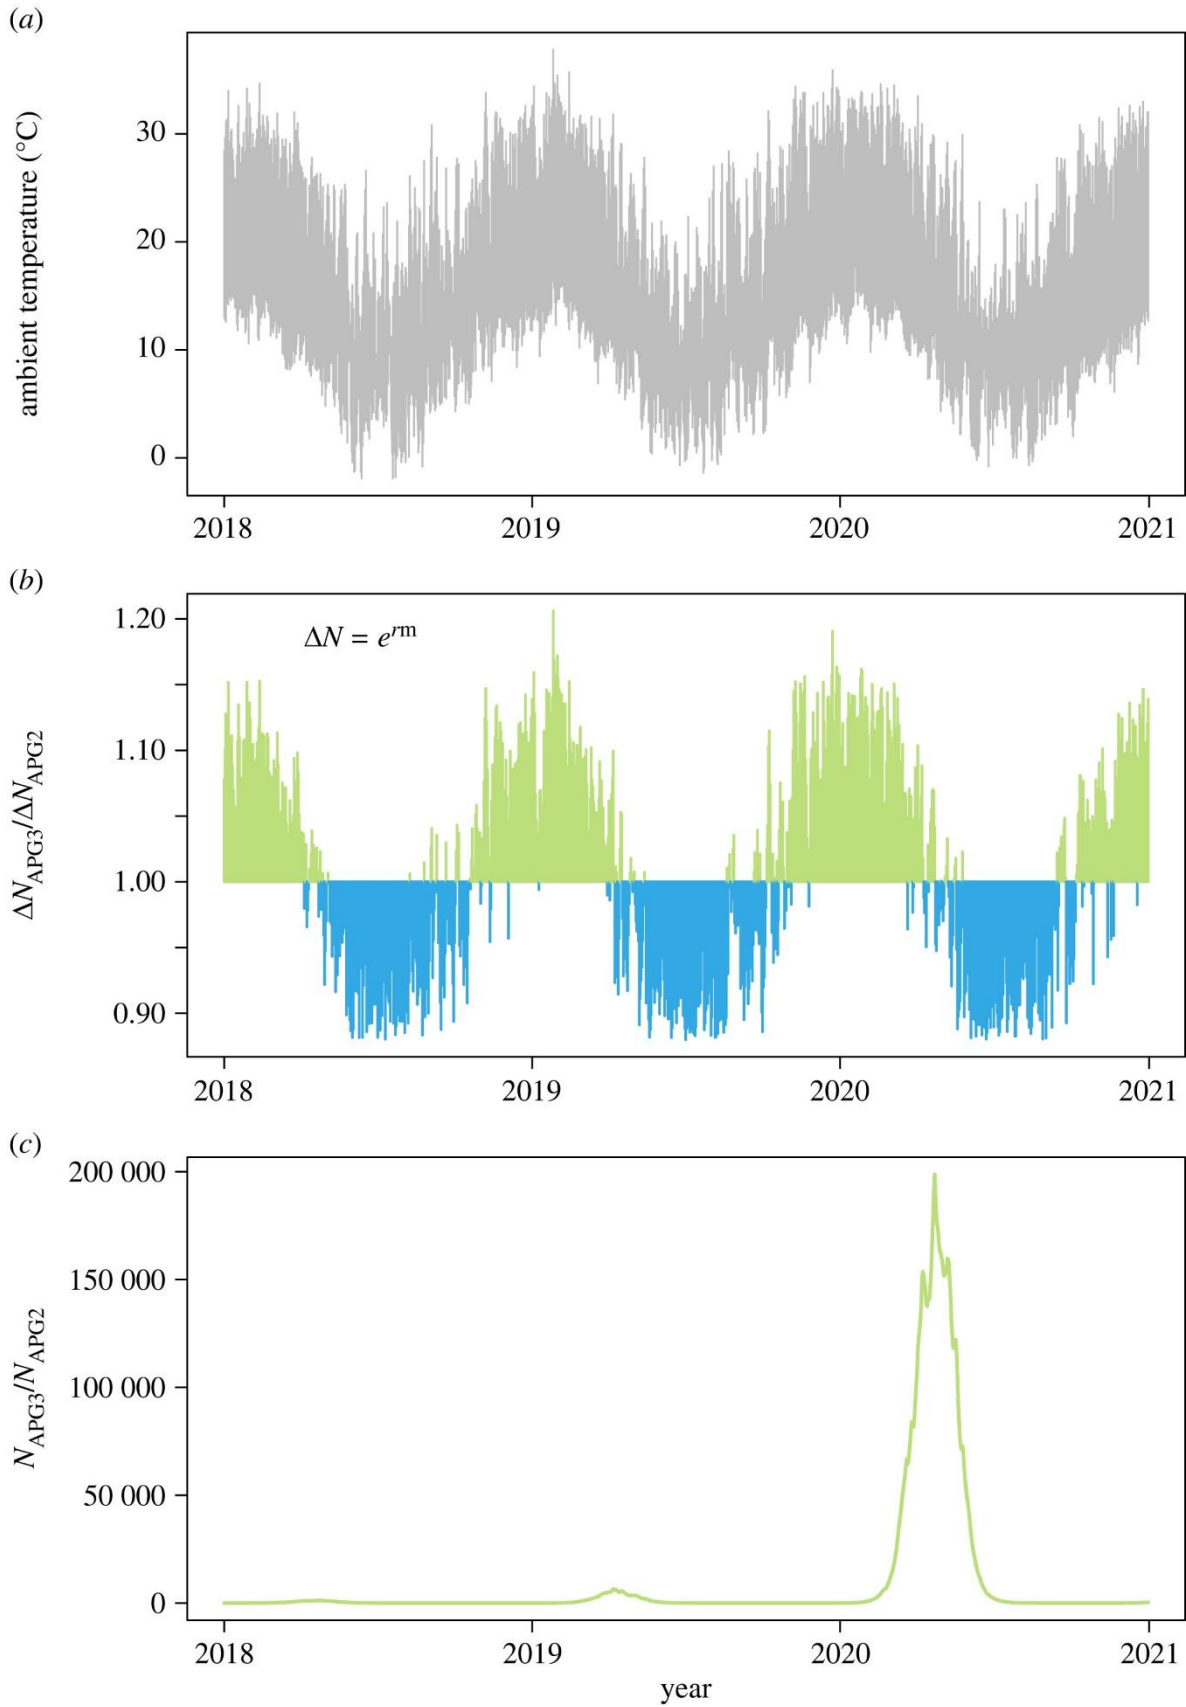 (a)
ambient temperature (°C)
30
20
10
0
2018 2019 2020 2021
(b)
ΔN = e^rm
ΔN_APG3/ΔN_APG2
1.20
1.10
1.00
0.90
2018 2019 2020 2021
(c)
N_APG3/N_APG2
200 000
150 000
100 000
50 000
0
2018 2019 2020 2021
year